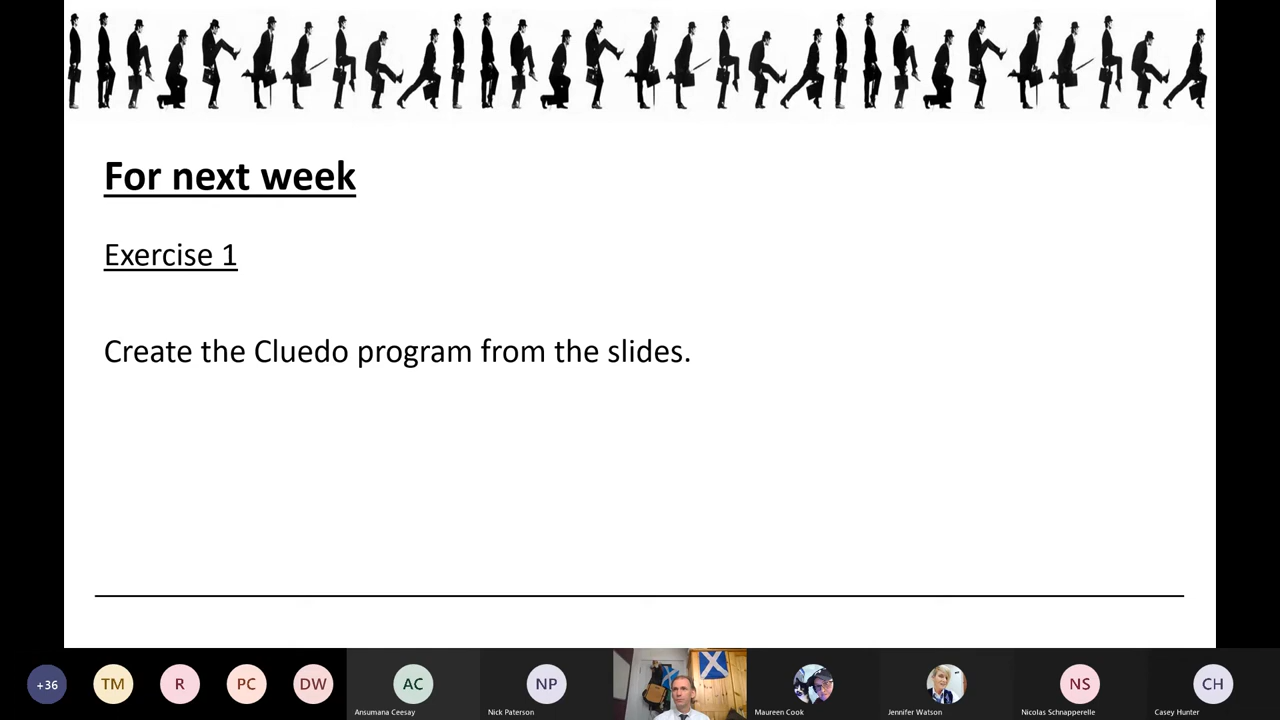 For next week
Exercise 1
Create the Cluedo program from the slides.
+36
TM
R
PC
DW
AC
Ansumana Ceesay
NP
Nick Paterson
Maureen Cook
Jennifer Watson
NS
Nicolas Schnapperelle
CH
Casey Hunter